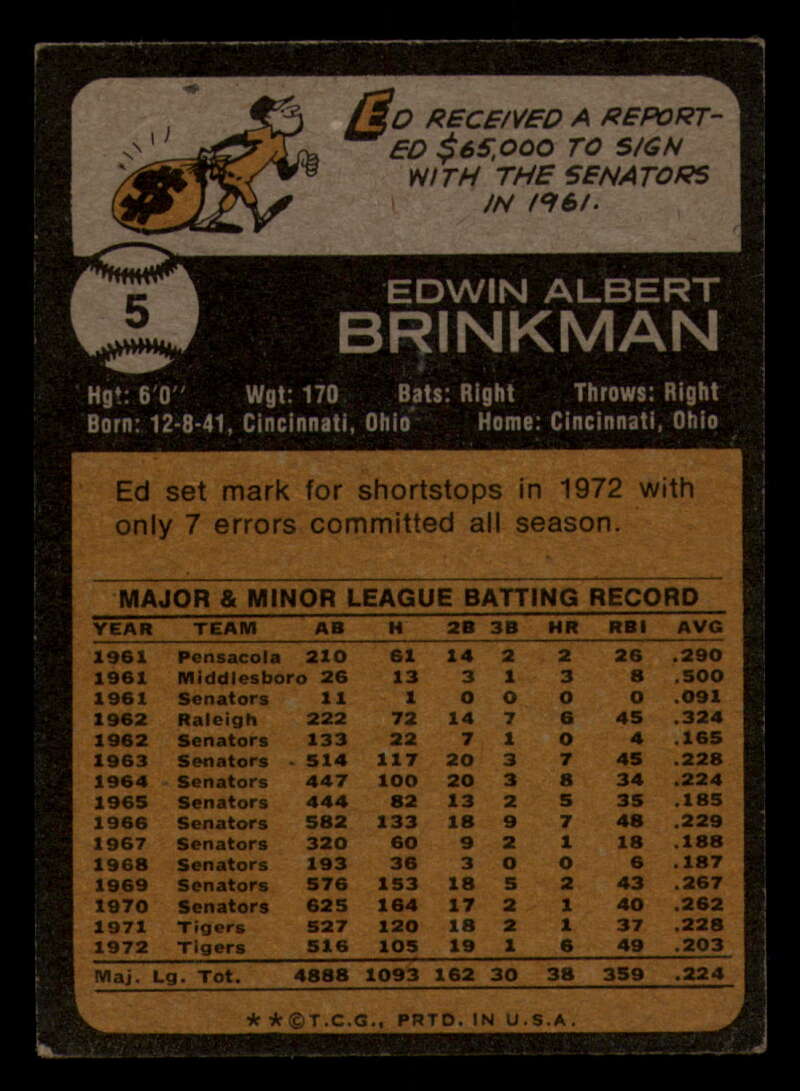 ED RECEIVED A REPORT-
ED $65,000 TO SIGN
WITH THE SENATORS
IN 1961.
$
5
EDWIN ALBERT
BRINKMAN
Hgt: 6'0" Wgt: 170 Bats: Right Throws: Right
Born: 12-8-41, Cincinnati, Ohio Home: Cincinnati, Ohio
Ed set mark for shortstops in 1972 with
only 7 errors committed all season.
MAJOR & MINOR LEAGUE BATTING RECORD
YEAR TEAM AB H 2B 3B HR RBI AVG
1961 Pensacola 210 61 14 2 2 26 .290
1961 Middlesboro 26 13 3 1 3 8 .500
1961 Senators 11 1 0 0 0 0 .091
1962 Raleigh 222 72 14 7 6 45 .324
1962 Senators 133 22 7 1 0 4 .165
1963 Senators 514 117 20 3 7 45 .228
1964 Senators 447 100 20 3 8 34 .224
1965 Senators 444 82 13 2 5 35 .185
1966 Senators 582 133 18 9 7 48 .229
1967 Senators 320 60 9 2 1 18 .188
1968 Senators 193 36 3 0 0 6 .187
1969 Senators 576 153 18 5 2 43 .267
1970 Senators 625 164 17 2 1 40 .262
1971 Tigers 527 120 18 2 1 37 .228
1972 Tigers 516 105 19 1 6 49 .203
Maj. Lg. Tot. 4888 1093 162 30 38 359 .224
* * © T.C.G., PRTD. IN U.S.A.